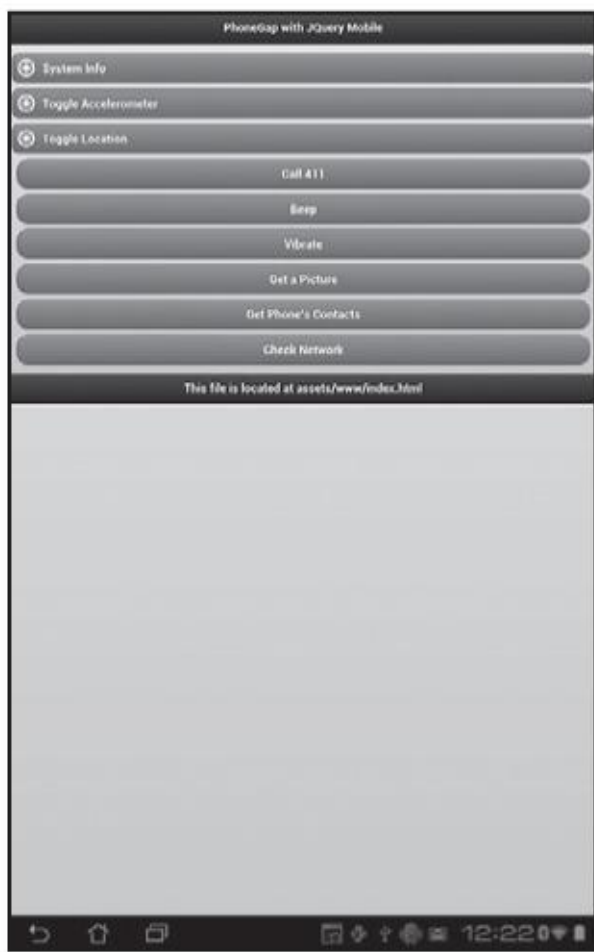 PhoneGap with JQuery Mobile
System Info
Toggle Accelerometer
Toggle Location
Call 411
Beep
Vibrate
Get a Picture
Get Phone's Contacts
Check Network
This file is located at assets/www/index.html
12:22